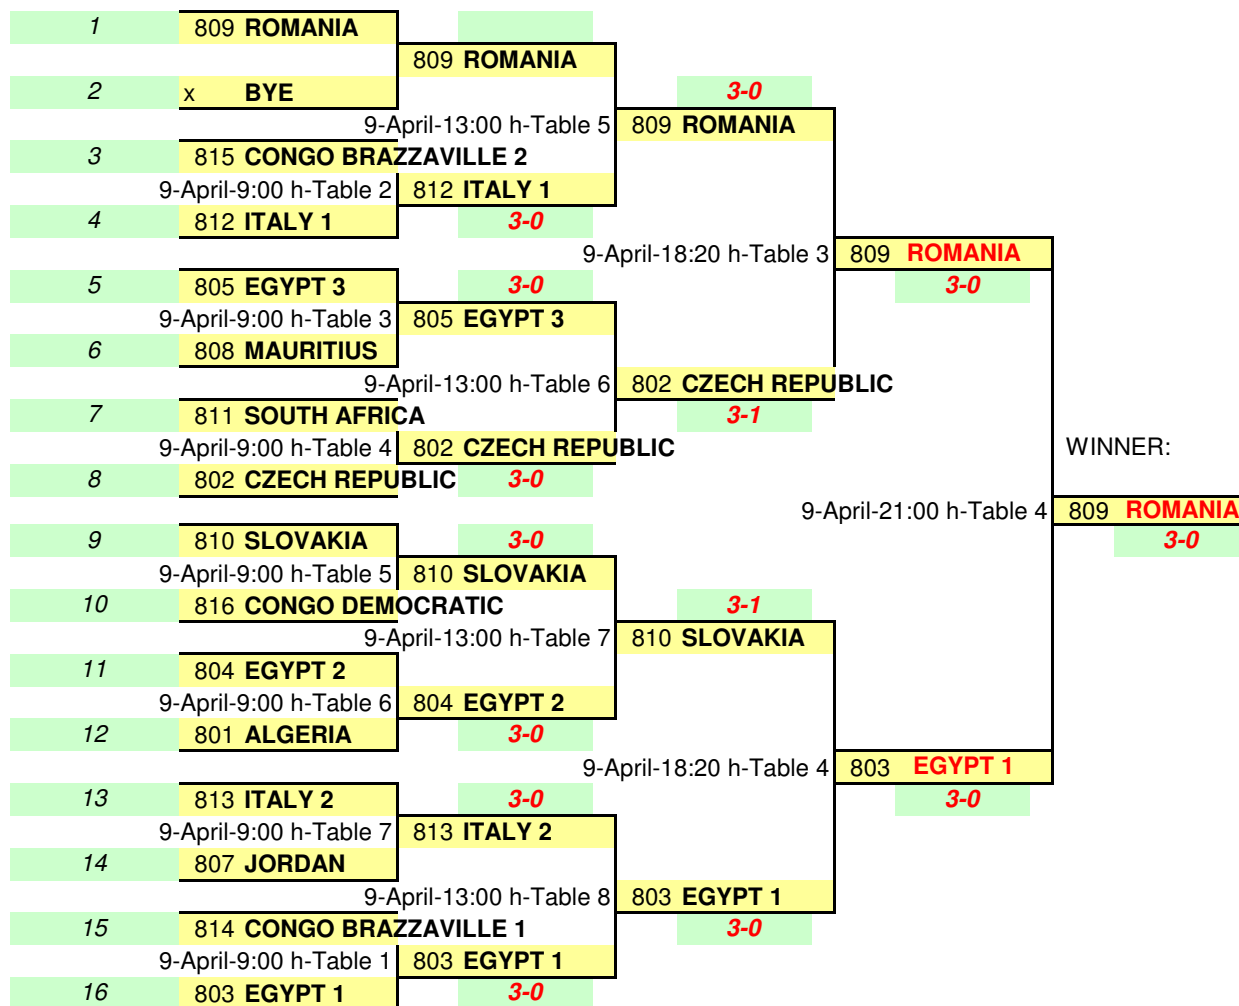 1 809 ROMANIA
809 ROMANIA
2 x BYE 3-0
9-April-13:00 h-Table 5 809 ROMANIA
3 815 CONGO BRAZZAVILLE 2
9-April-9:00 h-Table 2 812 ITALY 1
4 812 ITALY 1 3-0
9-April-18:20 h-Table 3 809 ROMANIA
5 805 EGYPT 3 3-0 3-0
9-April-9:00 h-Table 3 805 EGYPT 3
6 808 MAURITIUS
9-April-13:00 h-Table 6 802 CZECH REPUBLIC
7 811 SOUTH AFRICA 3-1
9-April-9:00 h-Table 4 802 CZECH REPUBLIC WINNER:
8 802 CZECH REPUBLIC 3-0
9-April-21:00 h-Table 4 809 ROMANIA
9 810 SLOVAKIA 3-0 3-0
9-April-9:00 h-Table 5 810 SLOVAKIA
10 816 CONGO DEMOCRATIC 3-1
9-April-13:00 h-Table 7 810 SLOVAKIA
11 804 EGYPT 2
9-April-9:00 h-Table 6 804 EGYPT 2
12 801 ALGERIA 3-0
9-April-18:20 h-Table 4 803 EGYPT 1
13 813 ITALY 2 3-0 3-0
9-April-9:00 h-Table 7 813 ITALY 2
14 807 JORDAN
9-April-13:00 h-Table 8 803 EGYPT 1
15 814 CONGO BRAZZAVILLE 1 3-0
9-April-9:00 h-Table 1 803 EGYPT 1
16 803 EGYPT 1 3-0